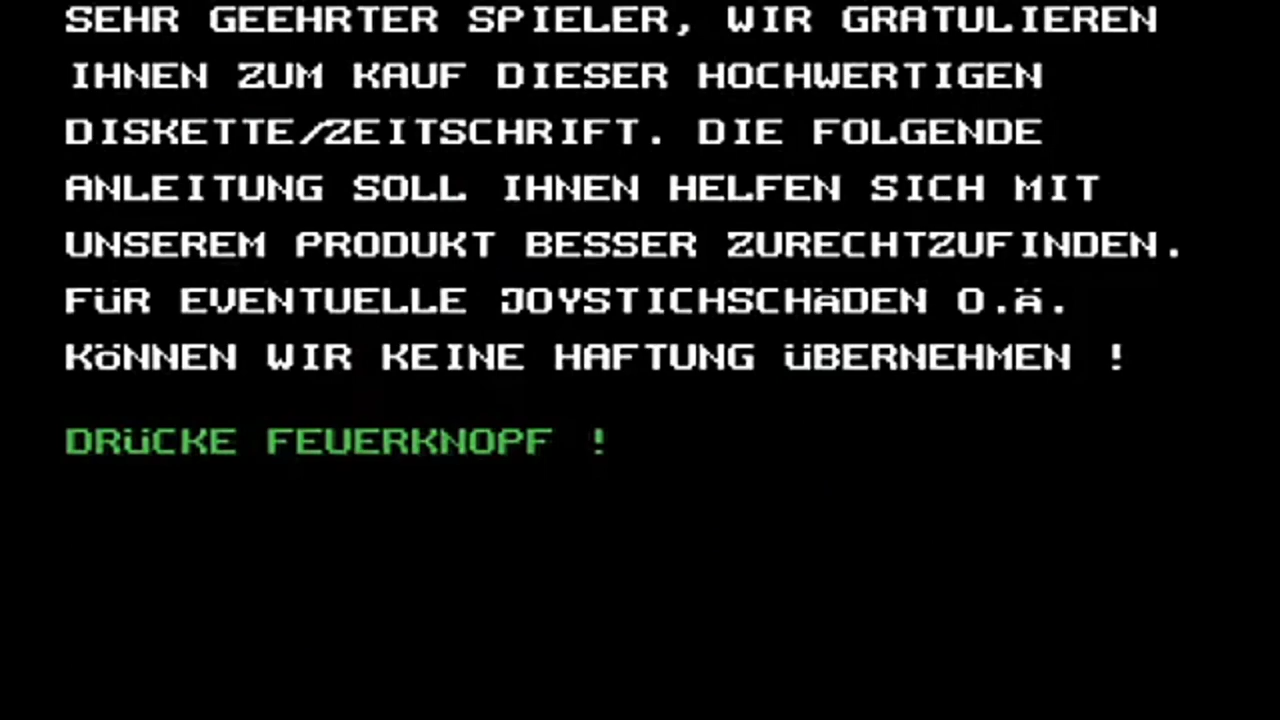 SEHR GEEHRTER SPIELER, WIR GRATULIEREN
IHNEN ZUM KAUF DIESER HOCHWERTIGEN
DISKETTE/ZEITSCHRIFT. DIE FOLGENDE
ANLEITUNG SOLL IHNEN HELFEN SICH MIT
UNSEREM PRODUKT BESSER ZURECHTZUFINDEN.
FüR EVENTUELLE JOYSTICHSCHäDEN O.ä.
KöNNEN WIR KEINE HAFTUNG üBERNEHMEN !
DRüCKE FEUERKNOPF !